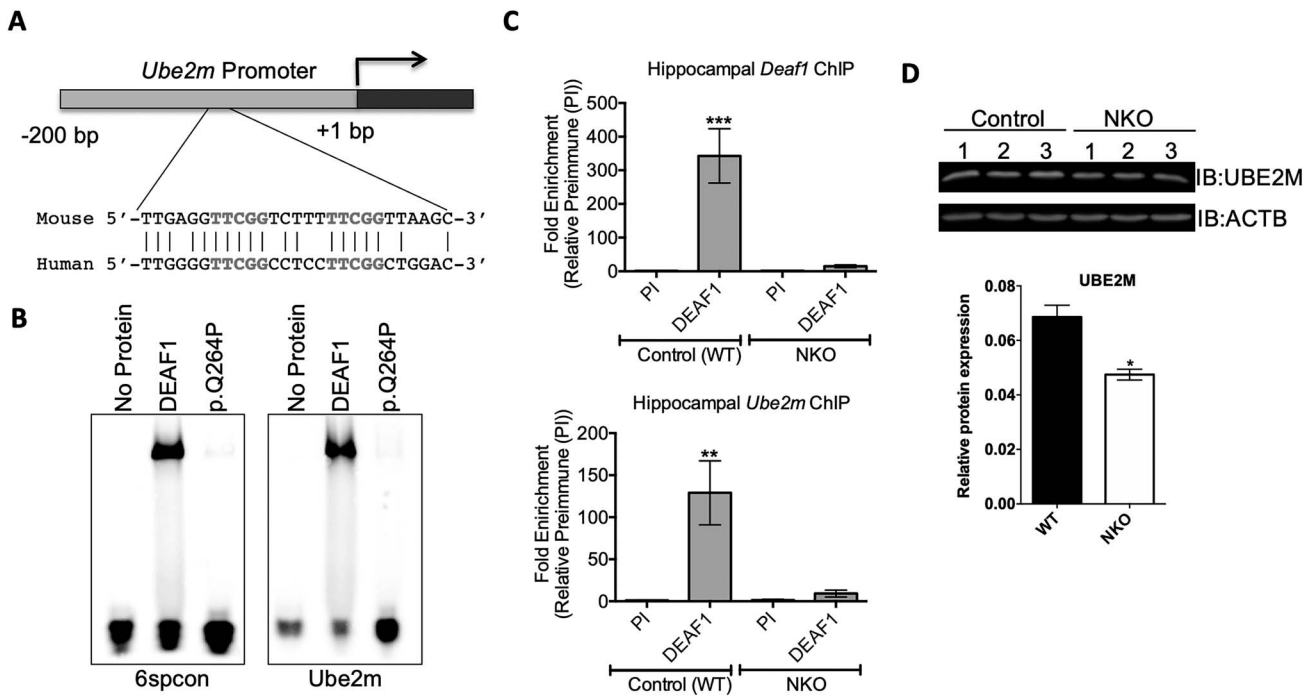 A
Ube2m Promoter
-200 bp
+1 bp
Mouse 5′-TTGAGGTTCGGTCTTTTTCGGTTAAGC-3′
Human 5′-TTGGGGTTCGGCCTCCTTCGGCTGGAC-3′
B
No Protein
DEAF1
p.Q264P
No Protein
DEAF1
p.Q264P
6spcon
Ube2m
C
Hippocampal Deaf1 ChIP
Fold Enirichment
(Relative Preimmune (PI))
500
400
300
200
100
0
***
PI
DEAF1
PI
DEAF1
Control (WT)
NKO
Hippocampal Ube2m ChIP
Fold Enirichment
(Relative Preimmune (PI))
200
150
100
50
0
**
PI
DEAF1
PI
DEAF1
Control (WT)
NKO
D
Control NKO
1 2 3 1 2 3
IB:UBE2M
IB:ACTB
UBE2M
Relative protein expression
0.08
0.06
0.04
0.02
0.00
*
WT
NKO